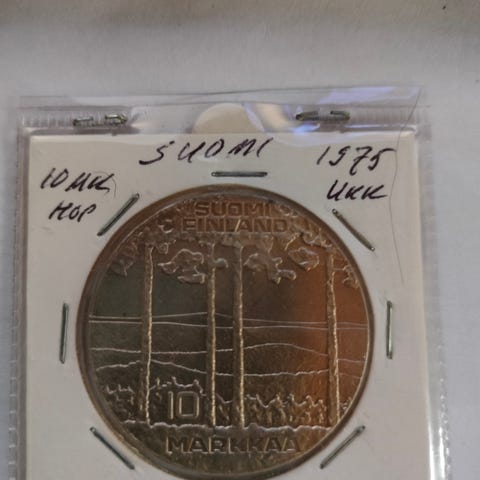 SUOMI
1975
10 MK
UKK
HOP
SUOMI
FINLAND
10
MARKKAA